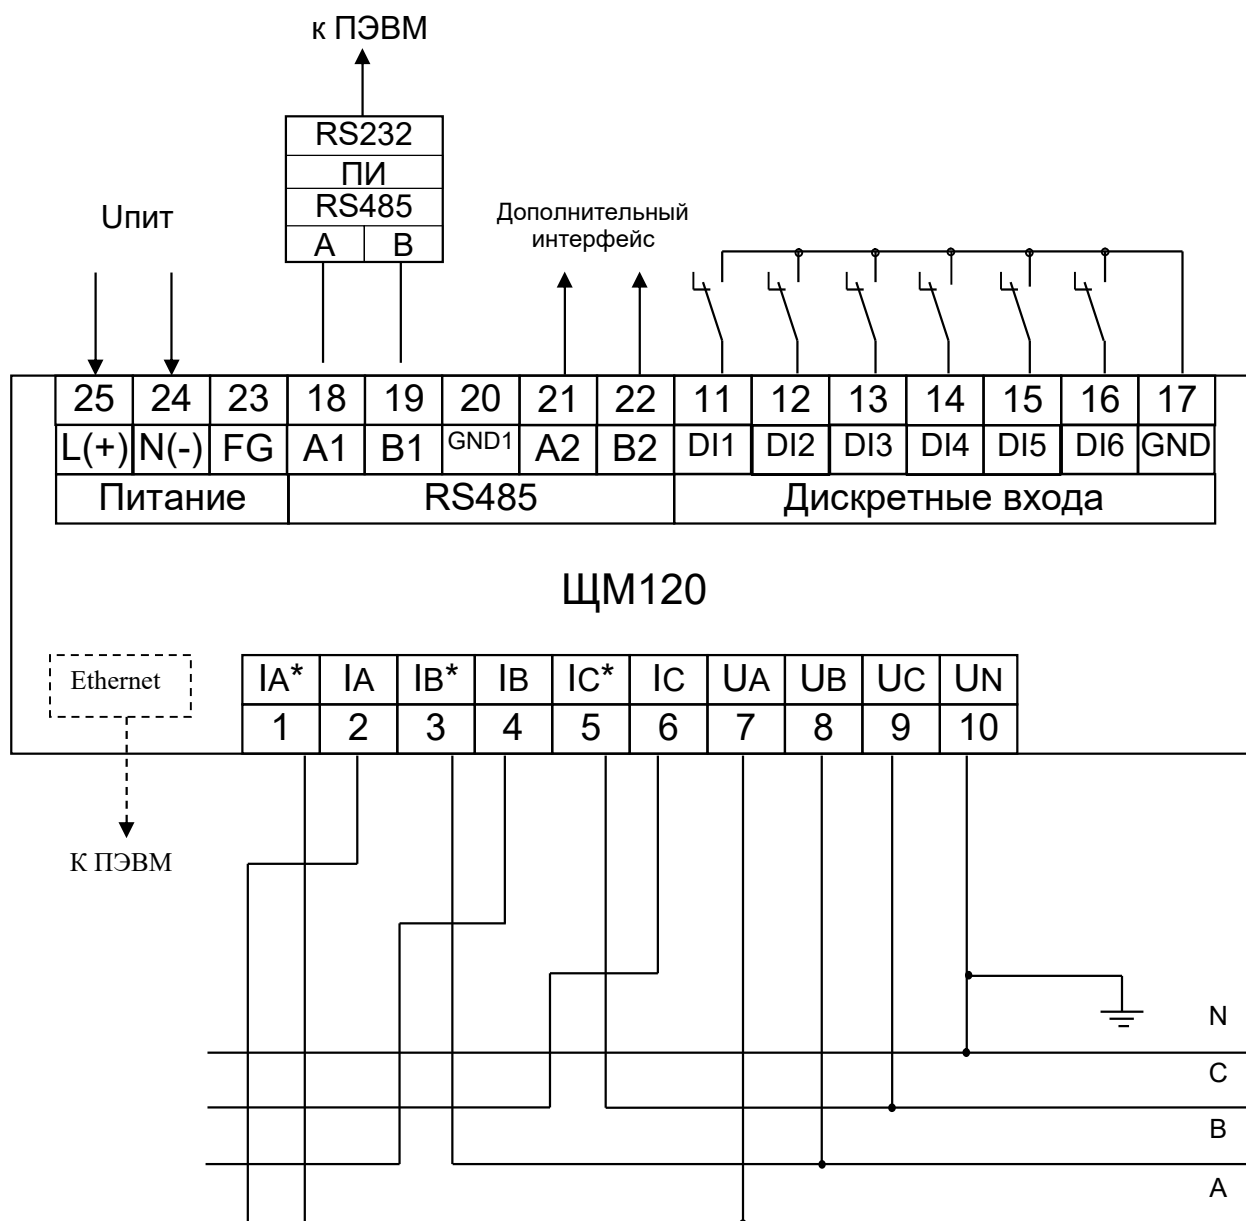 к ПЭВМ
RS232
ПИ
RS485
A B
Uпит
Дополнительный
интерфейс
25 24 23 18 19 20 21 22 11 12 13 14 15 16 17
L(+) N(-) FG A1 B1 GND1 A2 B2 DI1 DI2 DI3 DI4 DI5 DI6 GND
Питание RS485 Дискретные входа
ЩМ120
Ethernet
IA* IA IB* IB IC* IC UA UB UC UN
1 2 3 4 5 6 7 8 9 10
К ПЭВМ
N
C
B
A